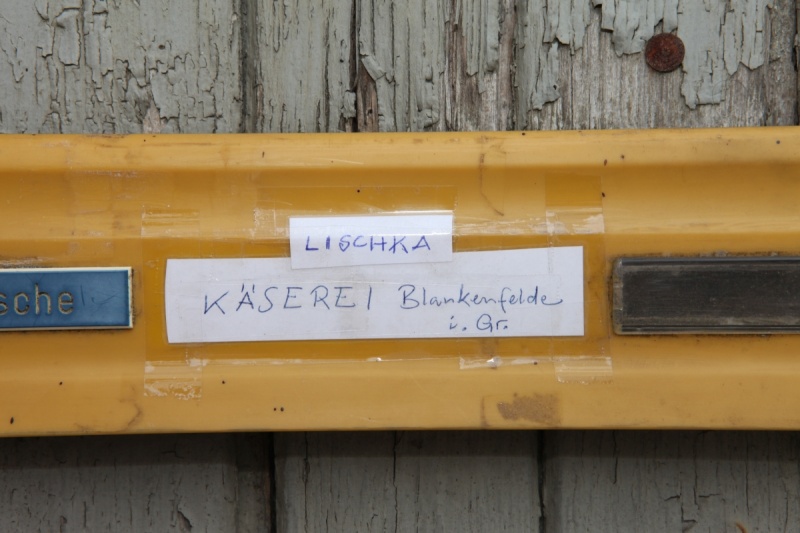 LISCHKA
KÄSEREI Blankenfelde
i. Gr.
sche